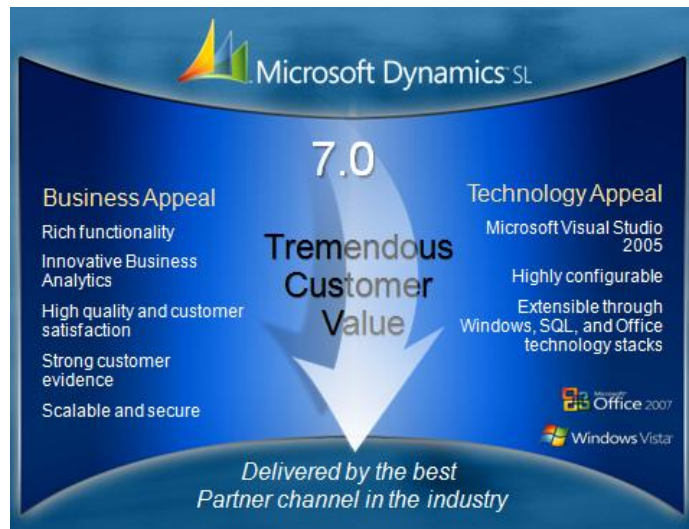 Microsoft Dynamics SL
7.0
Business Appeal
Rich functionality
Innovative Business
Analytics
High quality and customer
satisfaction
Strong customer
evidence
Scalable and secure
Tremendous
Customer
Value
Technology Appeal
Microsoft Visual Studio
2005
Highly configurable
Extensible through
Windows, SQL, and Office
technology stacks
Microsoft
Office 2007
Windows Vista
Delivered by the best
Partner channel in the industry